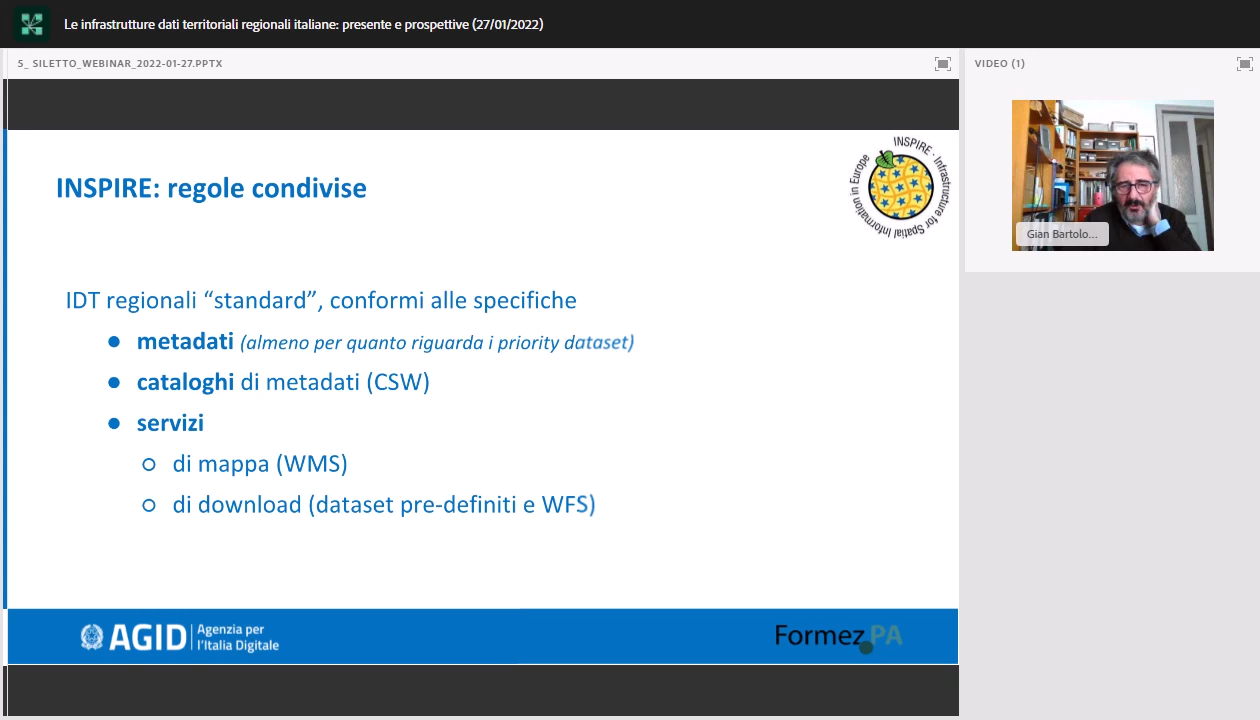 Le infrastrutture dati territoriali regionali italiane: presente e prospettive (27/01/2022)
5_ SILETTO_WEBINAR_2022-01-27.PPTX
VIDEO (1)
INSPIRE: regole condivise
INSPIRE · Infrastructure for Spatial Information in Europe
Gian Bartolo...
IDT regionali “standard”, conformi alle specifiche
● metadati (almeno per quanto riguarda i priority dataset)
● cataloghi di metadati (CSW)
● servizi
○ di mappa (WMS)
○ di download (dataset pre-definiti e WFS)
AGID
Agenzia per
l'Italia Digitale
Formez PA